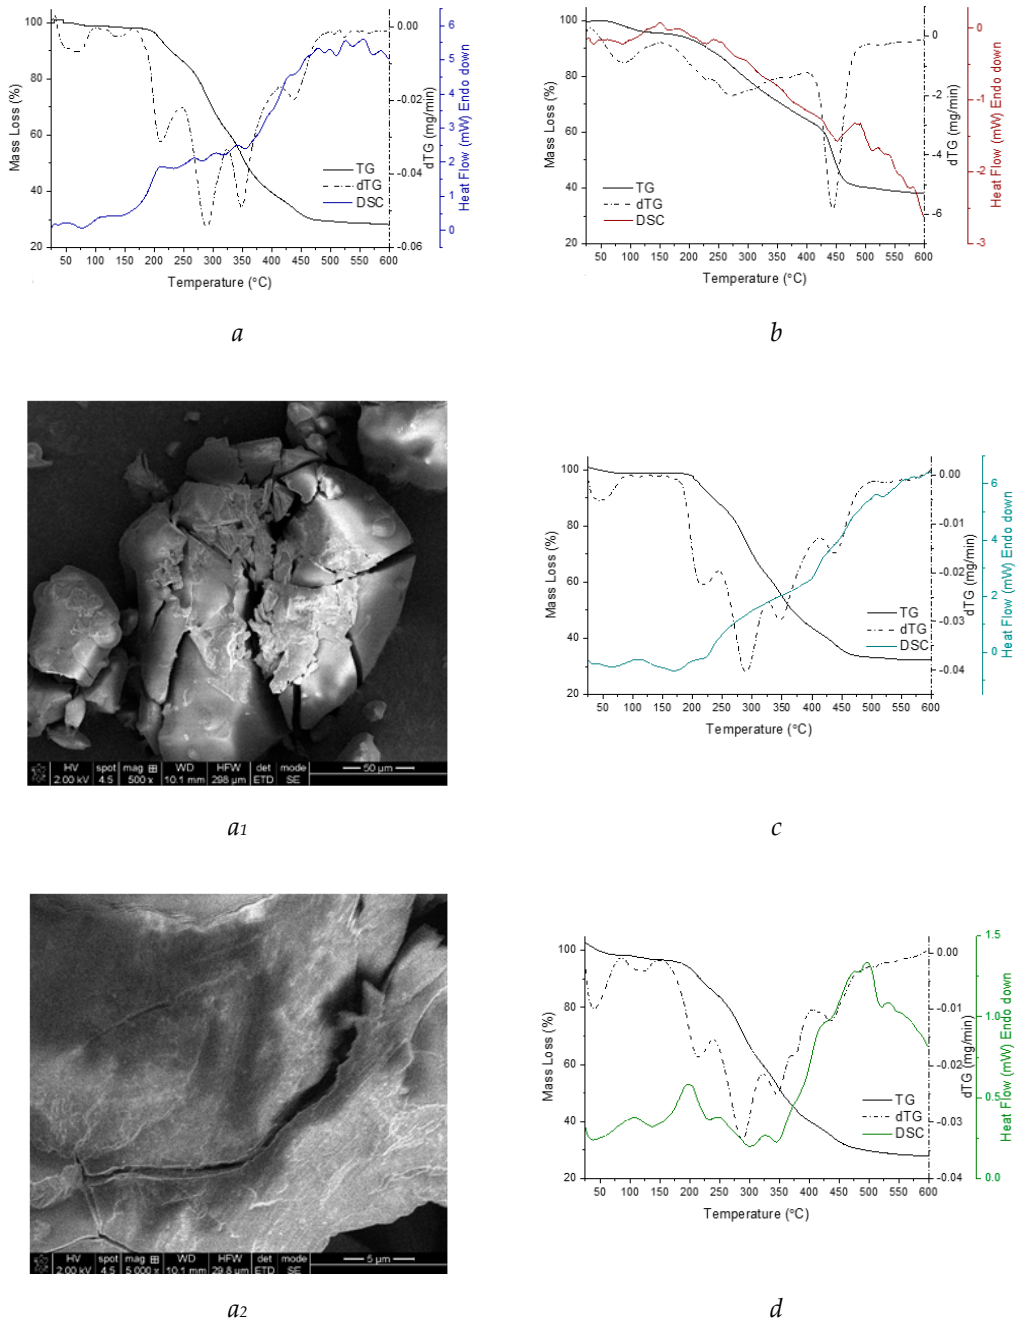 100
80
60
40
20
Mass Loss (%)
50 100 150 200 250 300 350 400 450 500 550 600
Temperature (°C)
TG
dTG
DSC
0.00
-0.02
-0.04
-0.06
dTG (mg/min)
6
5
4
3
2
1
0
Heat Flow (mW) Endo down
a
100
80
60
40
20
Mass Loss (%)
50 100 150 200 250 300 350 400 450 500 550 600
Temperature (°C)
TG
dTG
DSC
0
-2
-4
-6
dTG (mg/min)
0
-1
-2
-3
Heat Flow (mW) Endo down
b
HV spot mag WD HFW det mode
2.00 kV 4.5 500 x 10.1 mm 298 µm ETD SE
50 µm
a1
100
80
60
40
20
Mass Loss (%)
50 100 150 200 250 300 350 400 450 500 550 600
Temperature (°C)
TG
dTG
DSC
0.00
-0.01
-0.02
-0.03
-0.04
dTG (mg/min)
6
4
2
0
Heat Flow (mW) Endo down
c
HV spot mag WD HFW det mode
2.00 kV 4.5 5 000 x 10.1 mm 29.8 µm ETD SE
5 µm
a2
100
80
60
40
20
Mass Loss (%)
50 100 150 200 250 300 350 400 450 500 550 600
Temperature (°C)
TG
dTG
DSC
0.00
-0.01
-0.02
-0.03
-0.04
dTG (mg/min)
1.5
1.0
0.5
0.0
Heat Flow (mW) Endo down
d